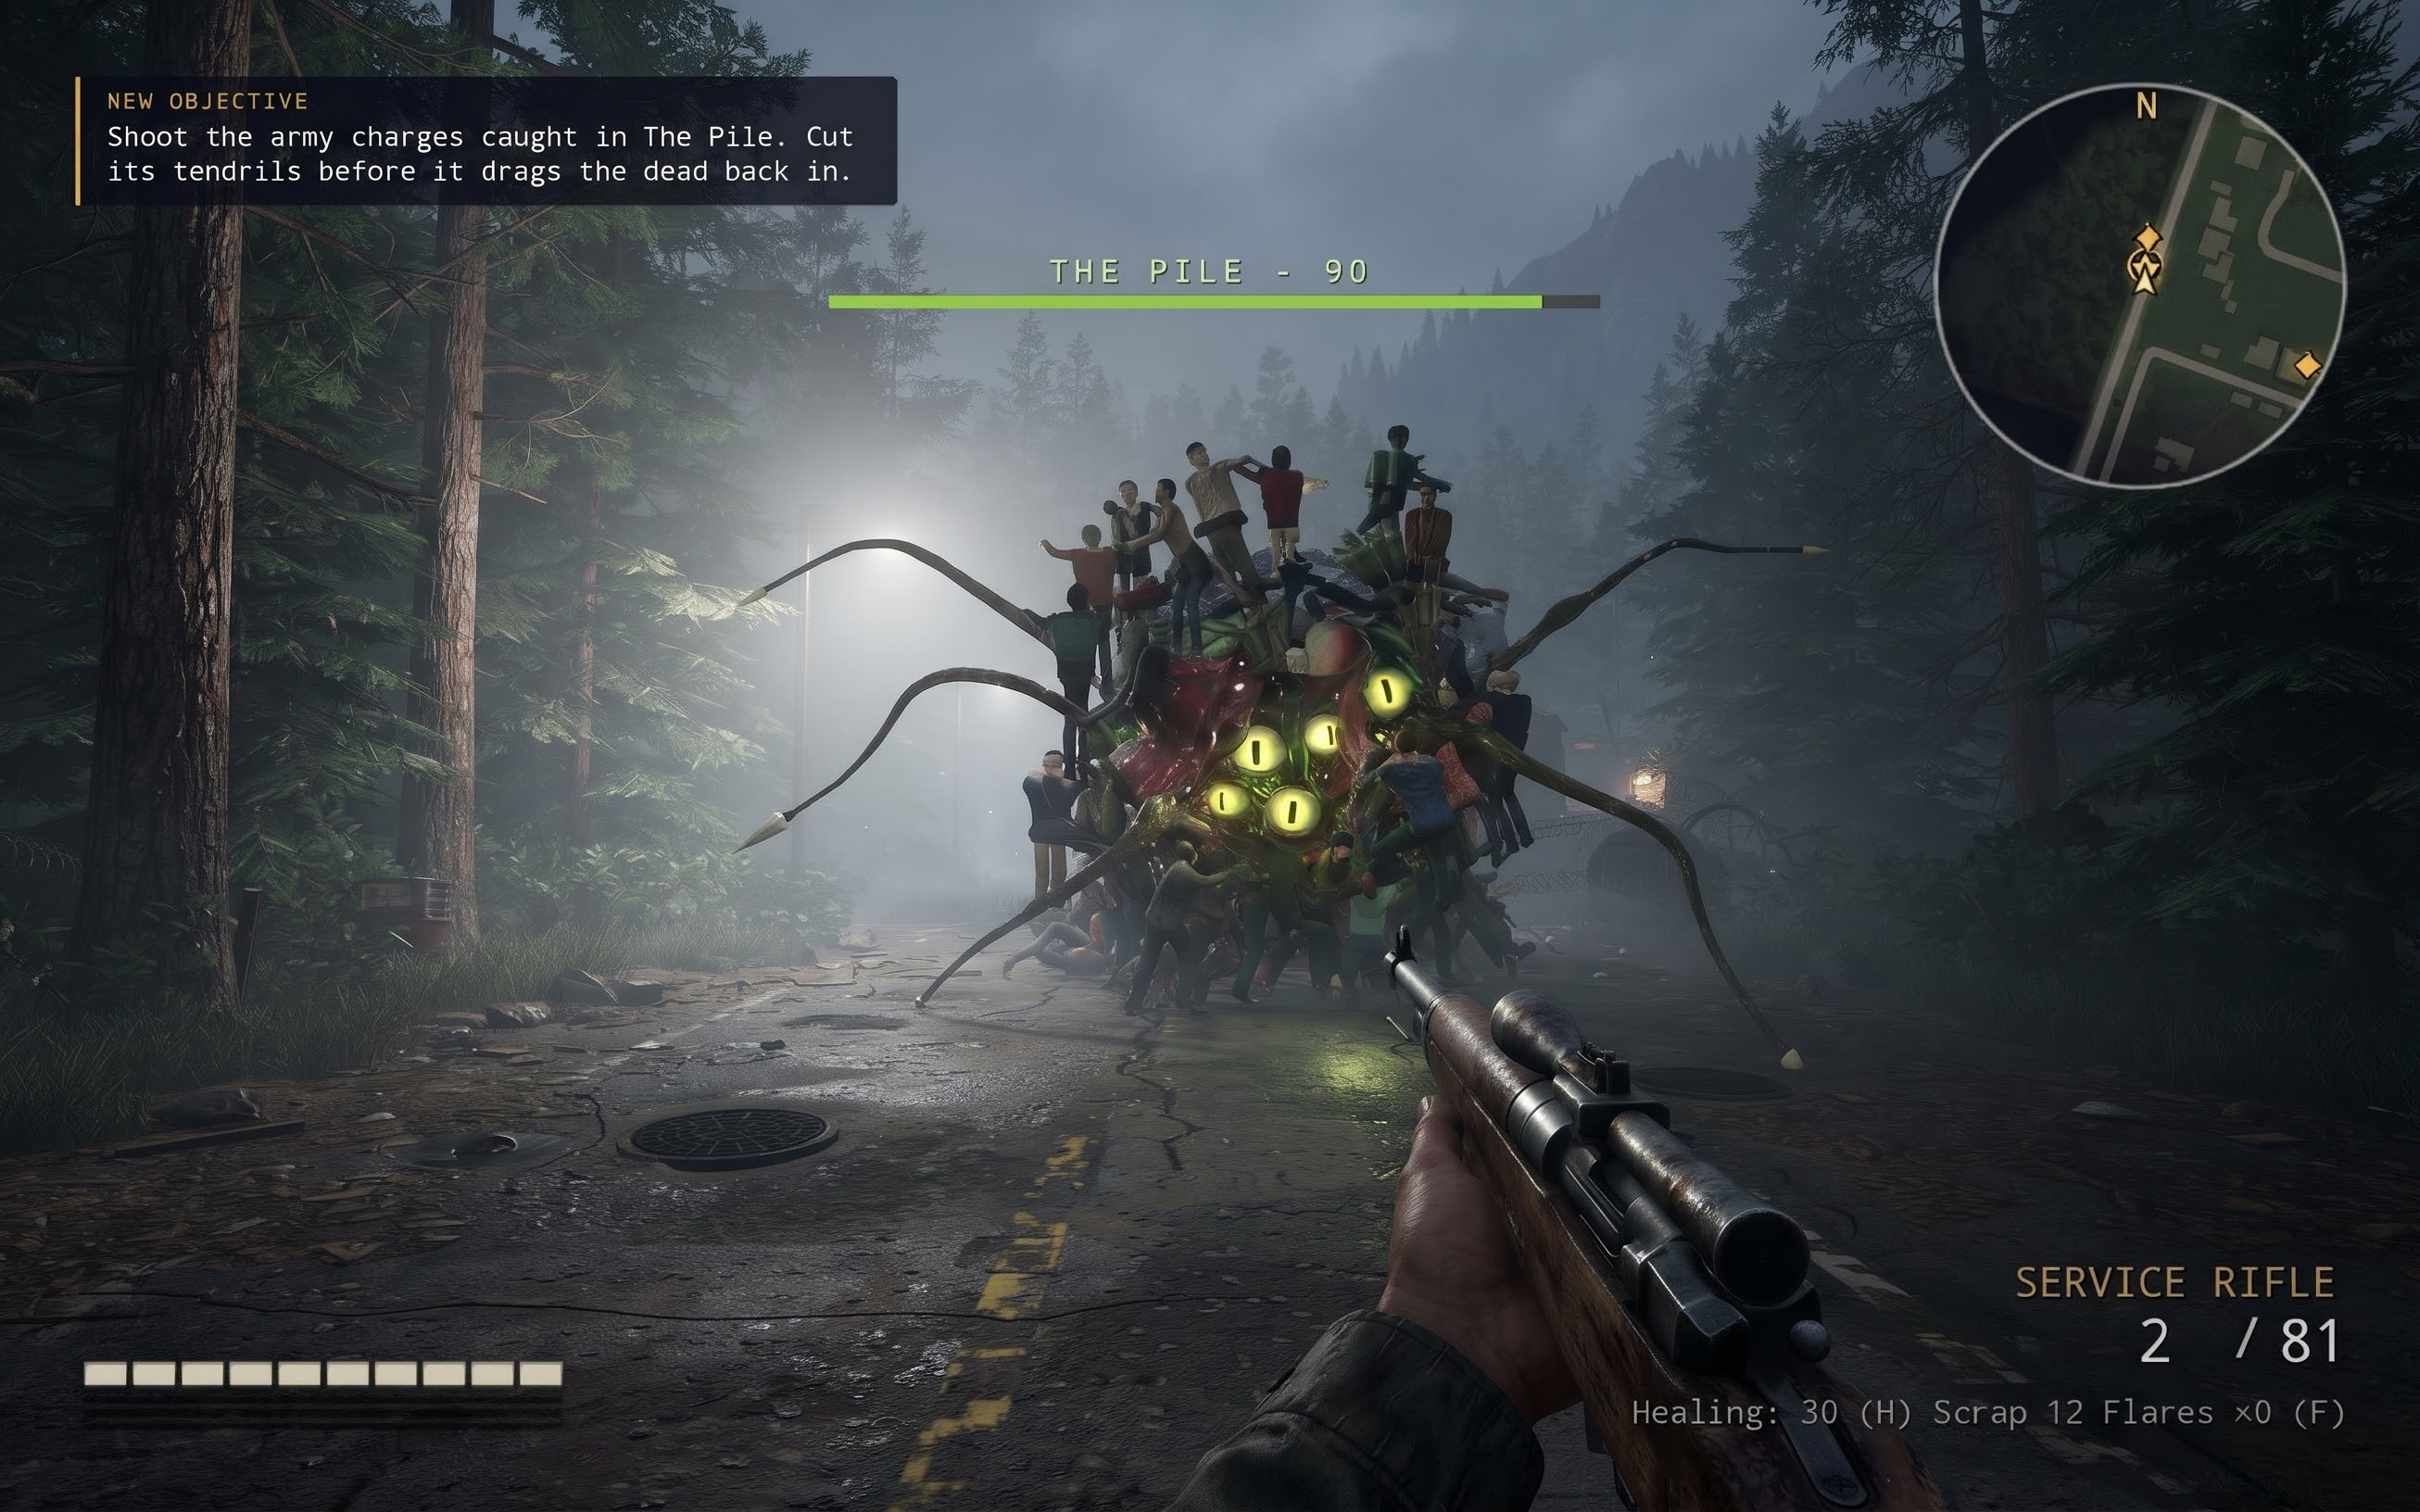 NEW OBJECTIVE
Shoot the army charges caught in The Pile. Cut
its tendrils before it drags the dead back in.
N
THE PILE - 90
SERVICE RIFLE
2 / 81
Healing: 30 (H) Scrap 12 Flares ×0 (F)